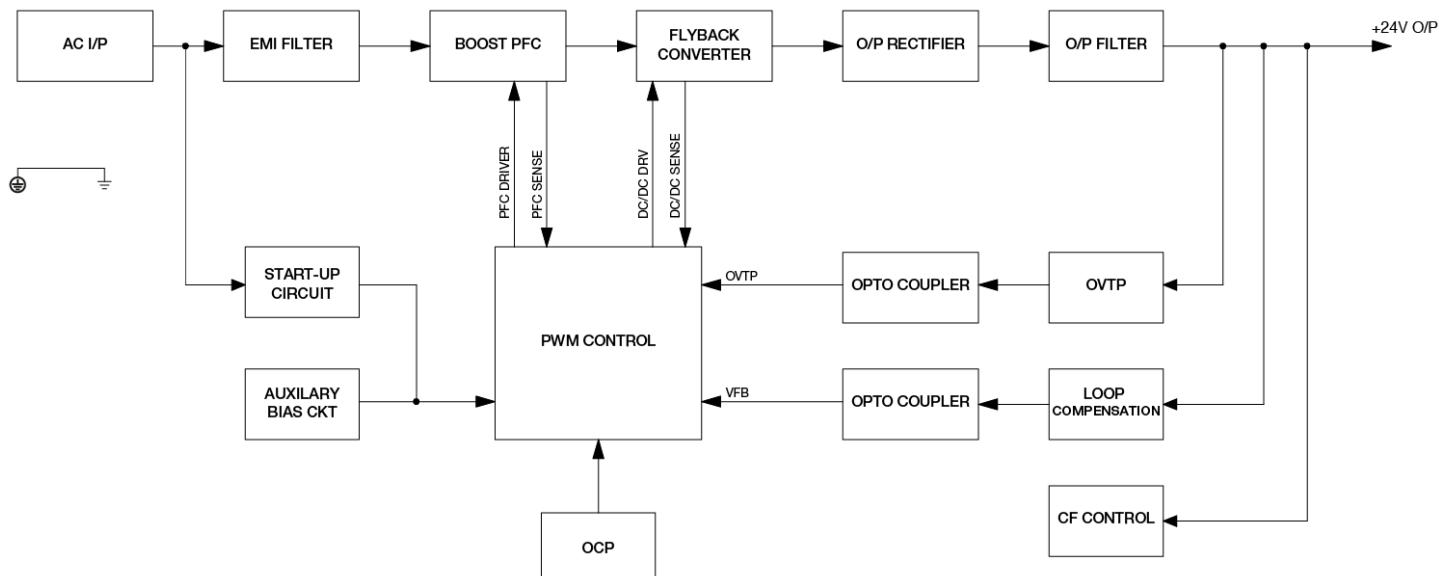 +24V O/P
AC I/P
EMI FILTER
BOOST PFC
FLYBACK
CONVERTER
O/P RECTIFIER
O/P FILTER
PFC DRIVER
PFC SENSE
DC/DC DRV
DC/DC SENSE
START-UP
CIRCUIT
OVTP
OPTO COUPLER
OVTP
PWM CONTROL
AUXILARY
BIAS CKT
VFB
OPTO COUPLER
LOOP
COMPENSATION
CF CONTROL
OCP